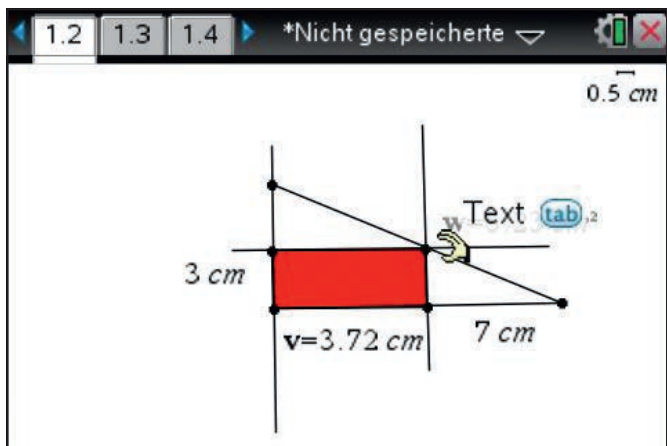 1.2 1.3 1.4 *Nicht gespeicherte
0.5 cm
Text tab
3 cm
v=3.72 cm
7 cm